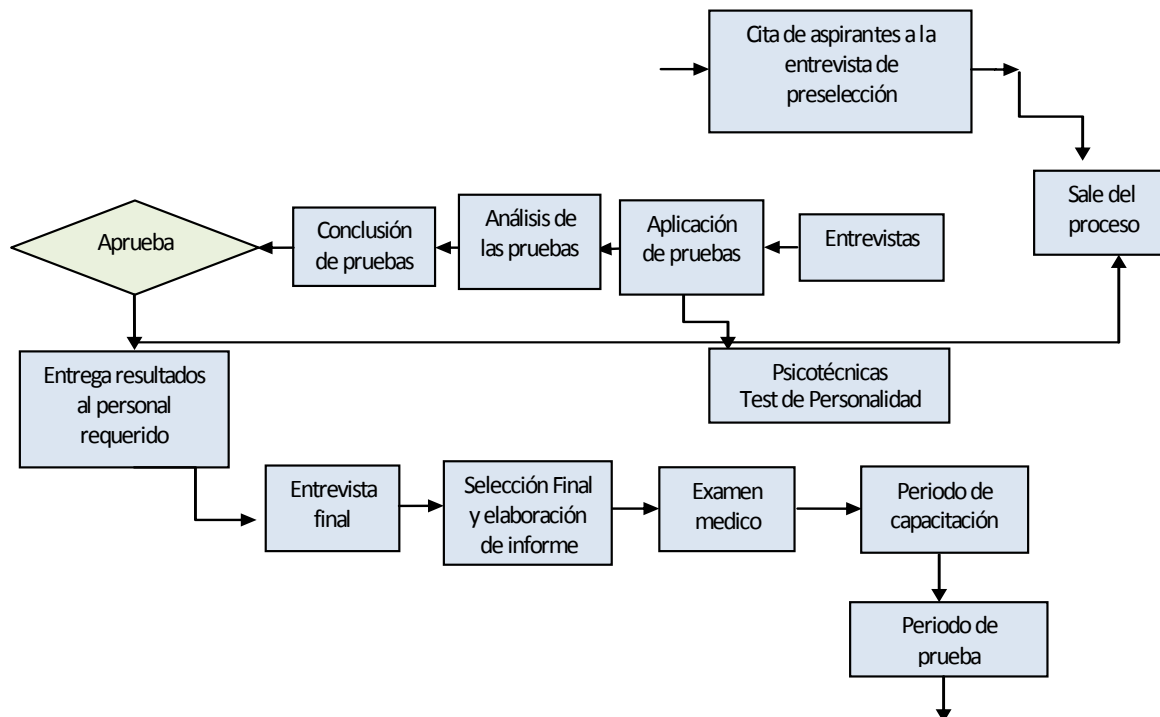 Cita de aspirantes a la
entrevista de
preselección
Sale del
proceso
Entrevistas
Aplicación
de pruebas
Análisis de
las pruebas
Conclusión
de pruebas
Aprueba
Psicotécnicas
Test de Personalidad
Entrega resultados
al personal
requerido
Entrevista
final
Selección Final
y elaboración
de informe
Examen
medico
Periodo de
capacitación
Periodo de
prueba